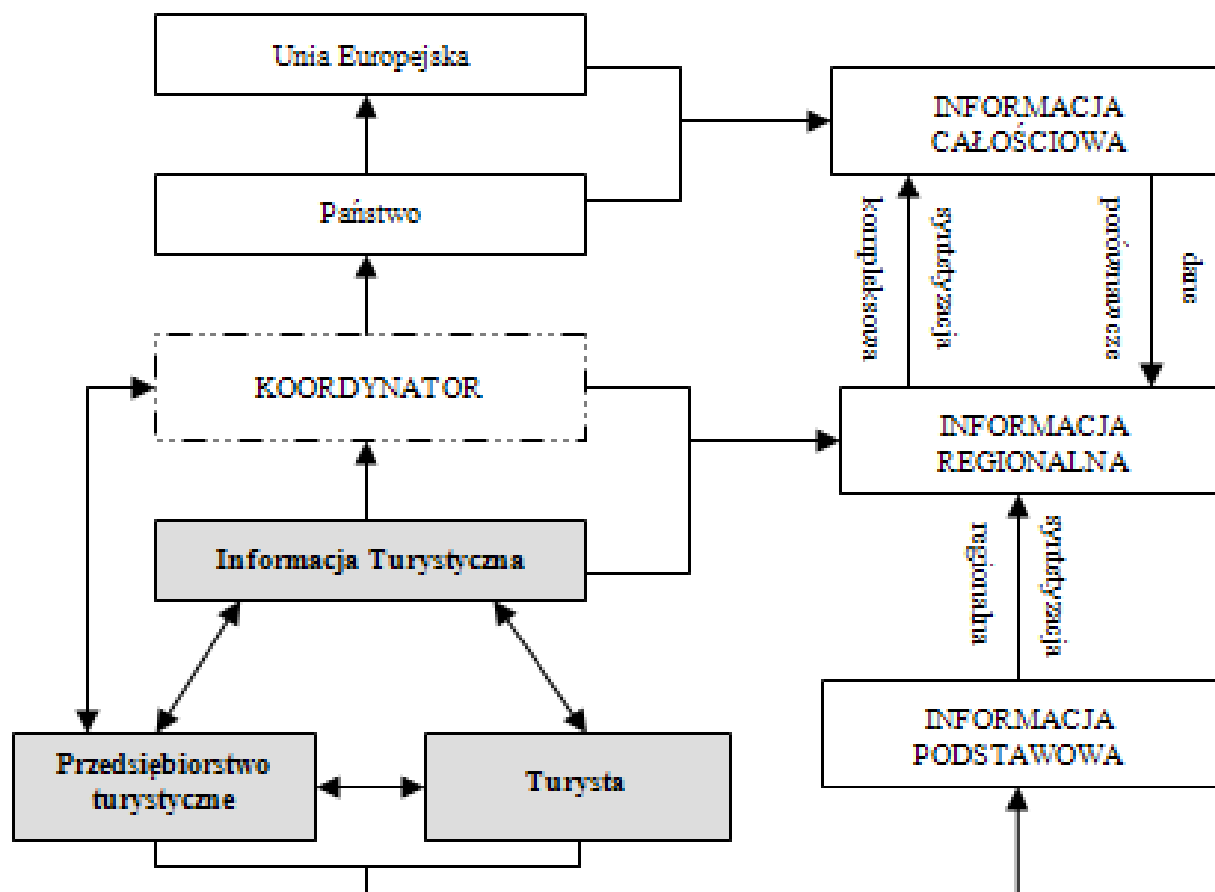 Unia Europejska
INFORMACJA
CAŁOŚCIOWA
Państwo
kompleksowa
syntetyzacja
porównawcze
dane
KOORDYNATOR
INFORMACJA
REGIONALNA
Informacja Turystyczna
regionalna
syntetyzacja
Przedsiębiorstwo
turystyczne
Turysta
INFORMACJA
PODSTAWOWA